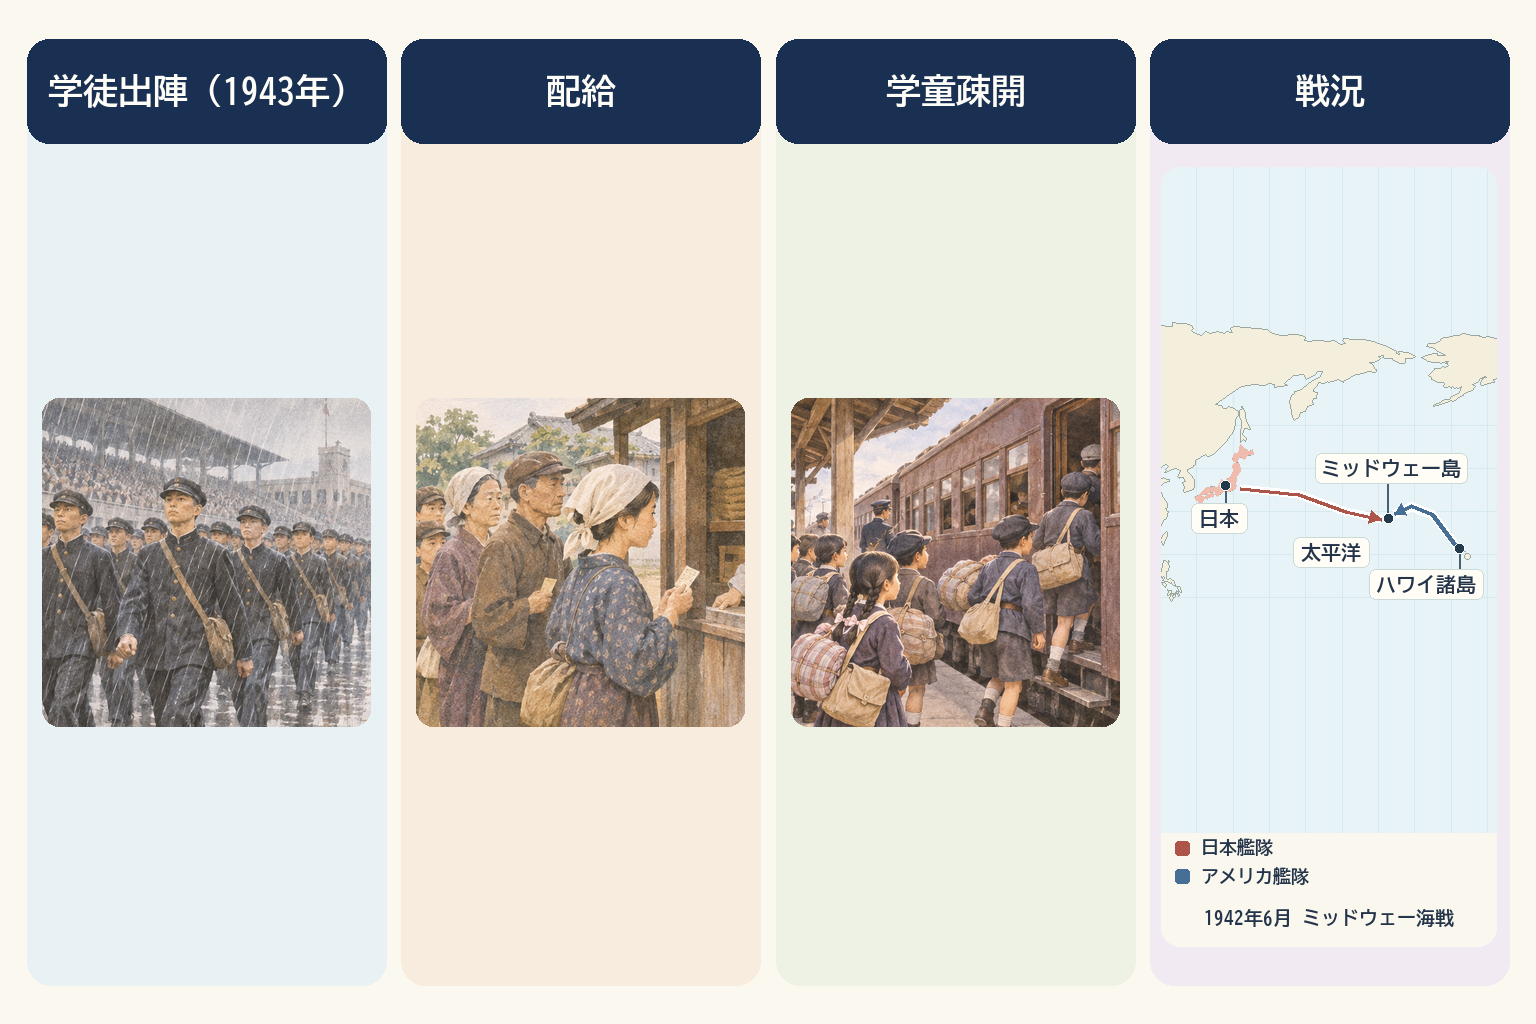 学徒出陣（1943年）
配給
学童疎開
戦況
ミッドウェー島
日本
太平洋
ハワイ諸島
日本艦隊
アメリカ艦隊
1942年6月 ミッドウェー海戦